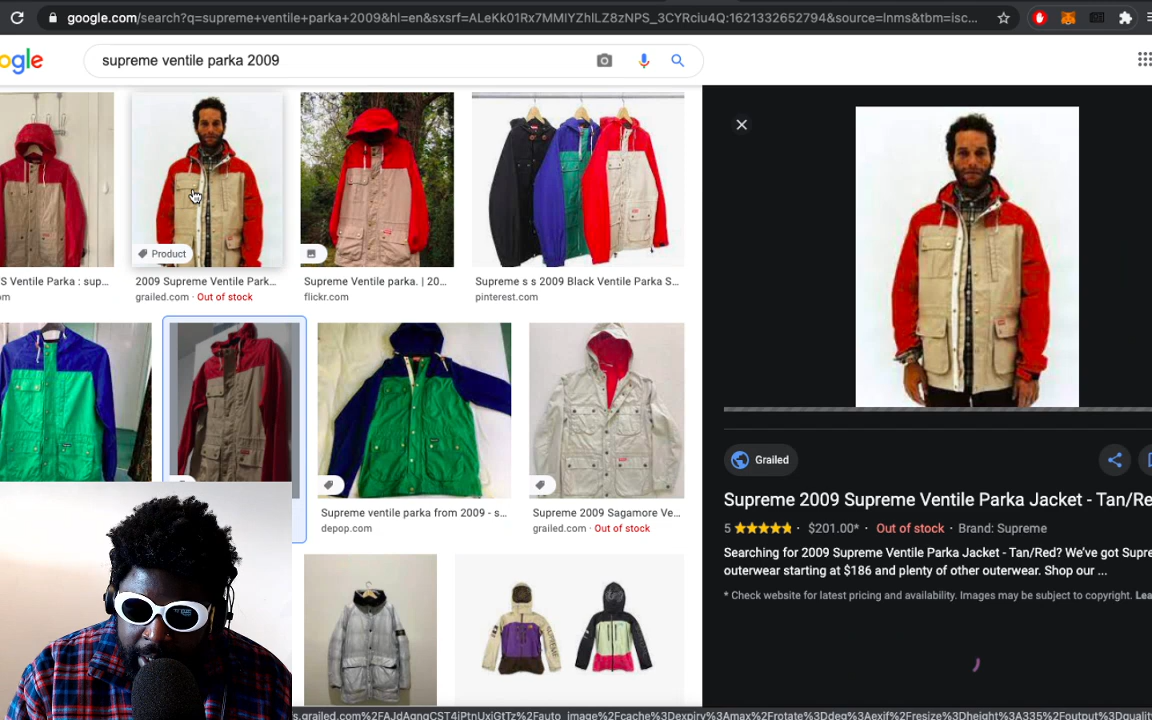 google.com/search?q=supreme+ventile+parka+2009&hl=en&sxsrf=ALeKk01Rx7MMIYZhlLZ8zNPS_3CYRciu4Q:1621332652794&source=lnms&tbm=isc...
ogle
supreme ventile parka 2009
Product
S Ventile Parka : sup...
om
2009 Supreme Ventile Park...
grailed.com · Out of stock
Supreme Ventile parka. | 20...
flickr.com
Supreme s s 2009 Black Ventile Parka S...
pinterest.com
Supreme ventile parka from 2009 - s...
depop.com
Supreme 2009 Sagamore Ve...
grailed.com · Out of stock
Grailed
Supreme 2009 Supreme Ventile Parka Jacket - Tan/Re
5 ★★★★★ · $201.00* · Out of stock · Brand: Supreme
Searching for 2009 Supreme Ventile Parka Jacket - Tan/Red? We've got Supre
outerwear starting at $186 and plenty of other outerwear. Shop our ...
* Check website for latest pricing and availability. Images may be subject to copyright. Lea